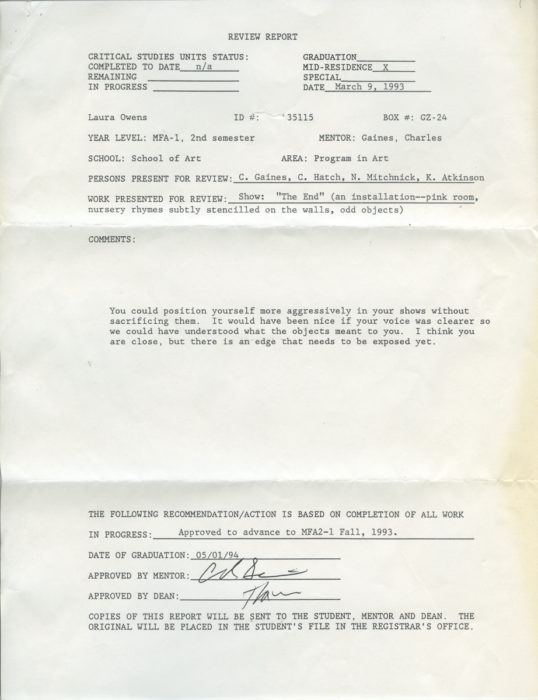 REVIEW REPORT
CRITICAL STUDIES UNITS STATUS:
COMPLETED TO DATE n/a
REMAINING
IN PROGRESS
GRADUATION
MID-RESIDENCE X
SPECIAL
DATE March 9, 1993
Laura Owens ID #: 35115 BOX #: GZ-24
YEAR LEVEL: MFA-1, 2nd semester MENTOR: Gaines, Charles
SCHOOL: School of Art AREA: Program in Art
PERSONS PRESENT FOR REVIEW: C. Gaines, C. Hatch, N. Mitchnick, K. Atkinson
WORK PRESENTED FOR REVIEW: Show: "The End" (an installation--pink room,
nursery rhymes subtly stencilled on the walls, odd objects)
COMMENTS:
You could position yourself more aggressively in your shows without
sacrificing them. It would have been nice if your voice was clearer so
we could have understood what the objects meant to you. I think you
are close, but there is an edge that needs to be exposed yet.
THE FOLLOWING RECOMMENDATION/ACTION IS BASED ON COMPLETION OF ALL WORK
IN PROGRESS: Approved to advance to MFA2-1 Fall, 1993.
DATE OF GRADUATION: 05/01/94
APPROVED BY MENTOR:
APPROVED BY DEAN:
COPIES OF THIS REPORT WILL BE SENT TO THE STUDENT, MENTOR AND DEAN. THE
ORIGINAL WILL BE PLACED IN THE STUDENT'S FILE IN THE REGISTRAR'S OFFICE.